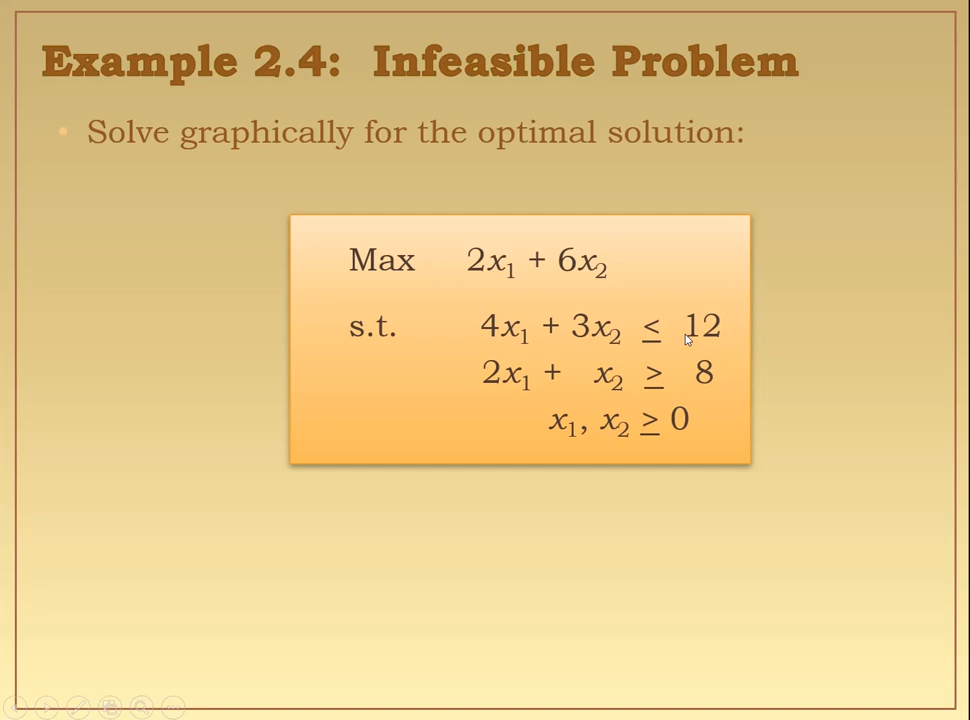 Example 2.4: Infeasible Problem
• Solve graphically for the optimal solution:
Max 2x₁ + 6x₂
s.t. 4x₁ + 3x₂ ≤ 12
2x₁ + x₂ ≥ 8
x₁, x₂ ≥ 0